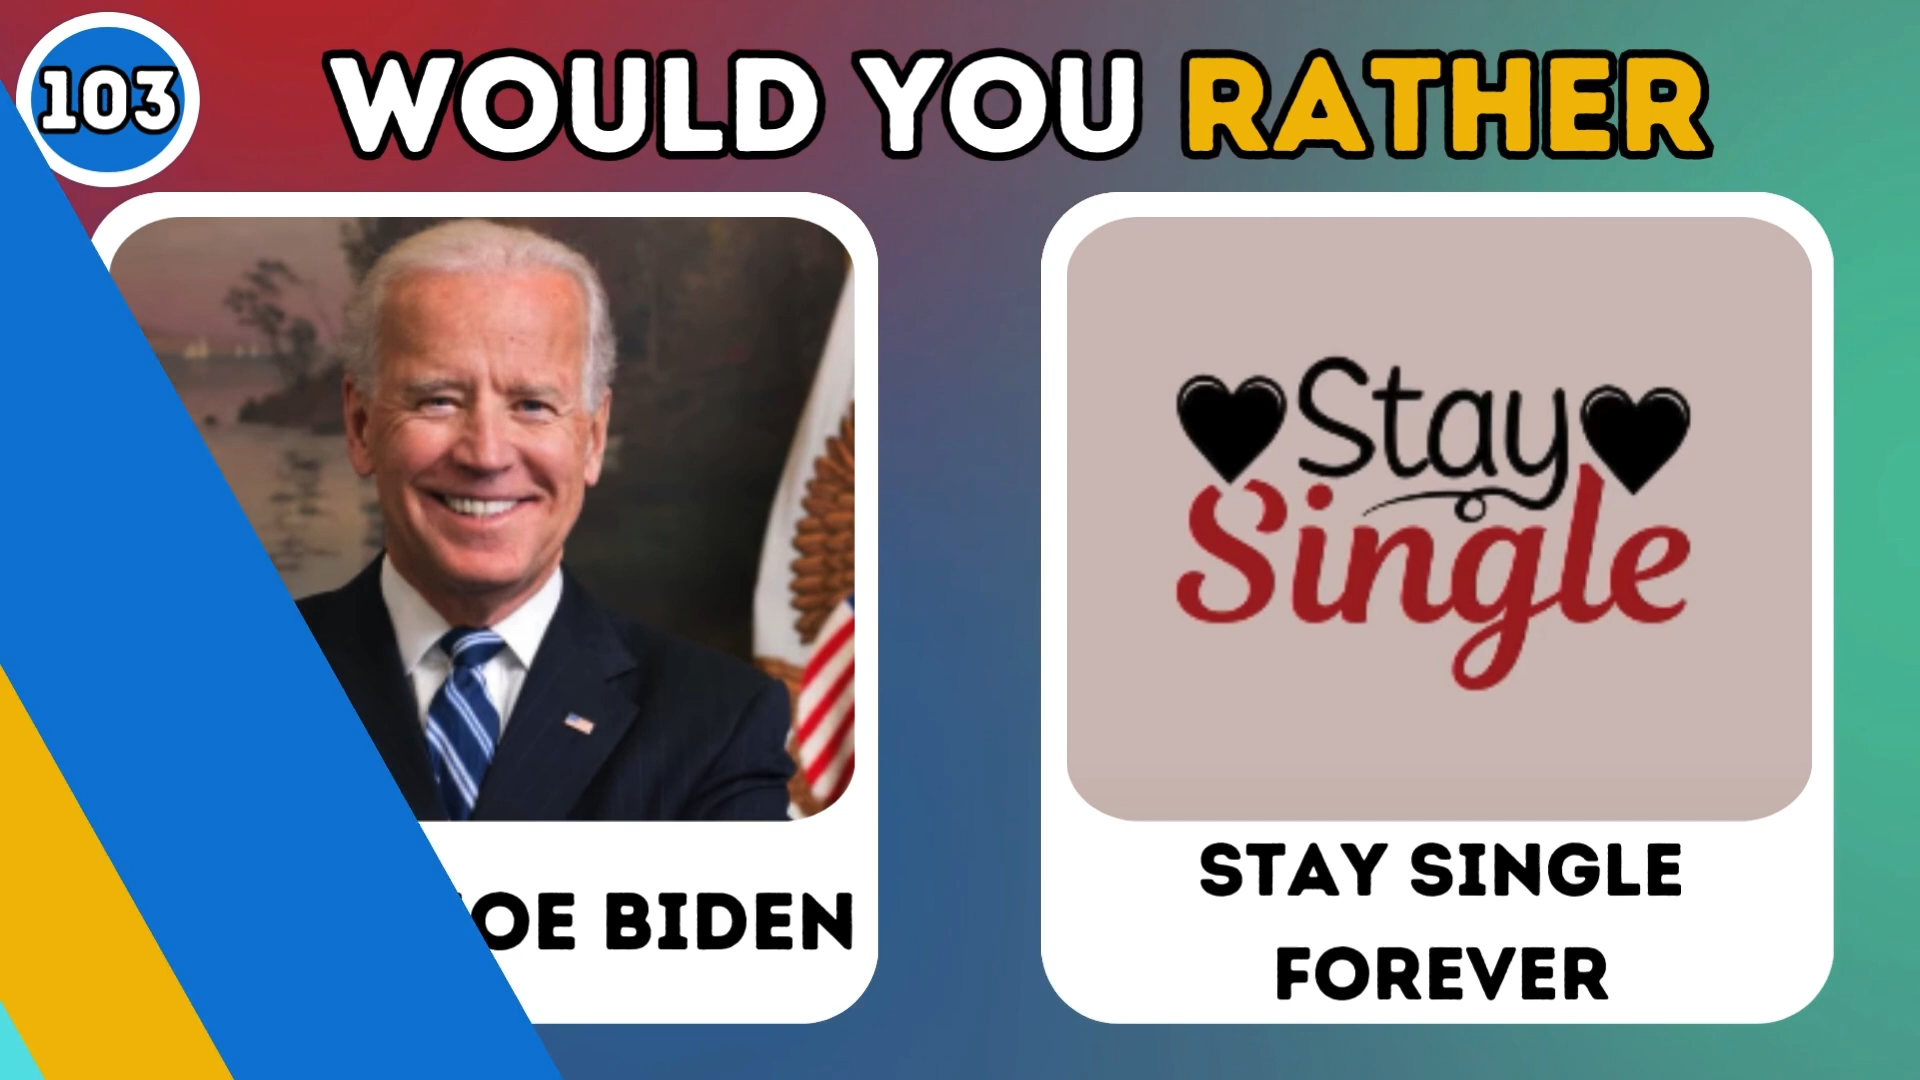 103
WOULD YOU RATHER
OE BIDEN
Stay
Single
STAY SINGLE
FOREVER